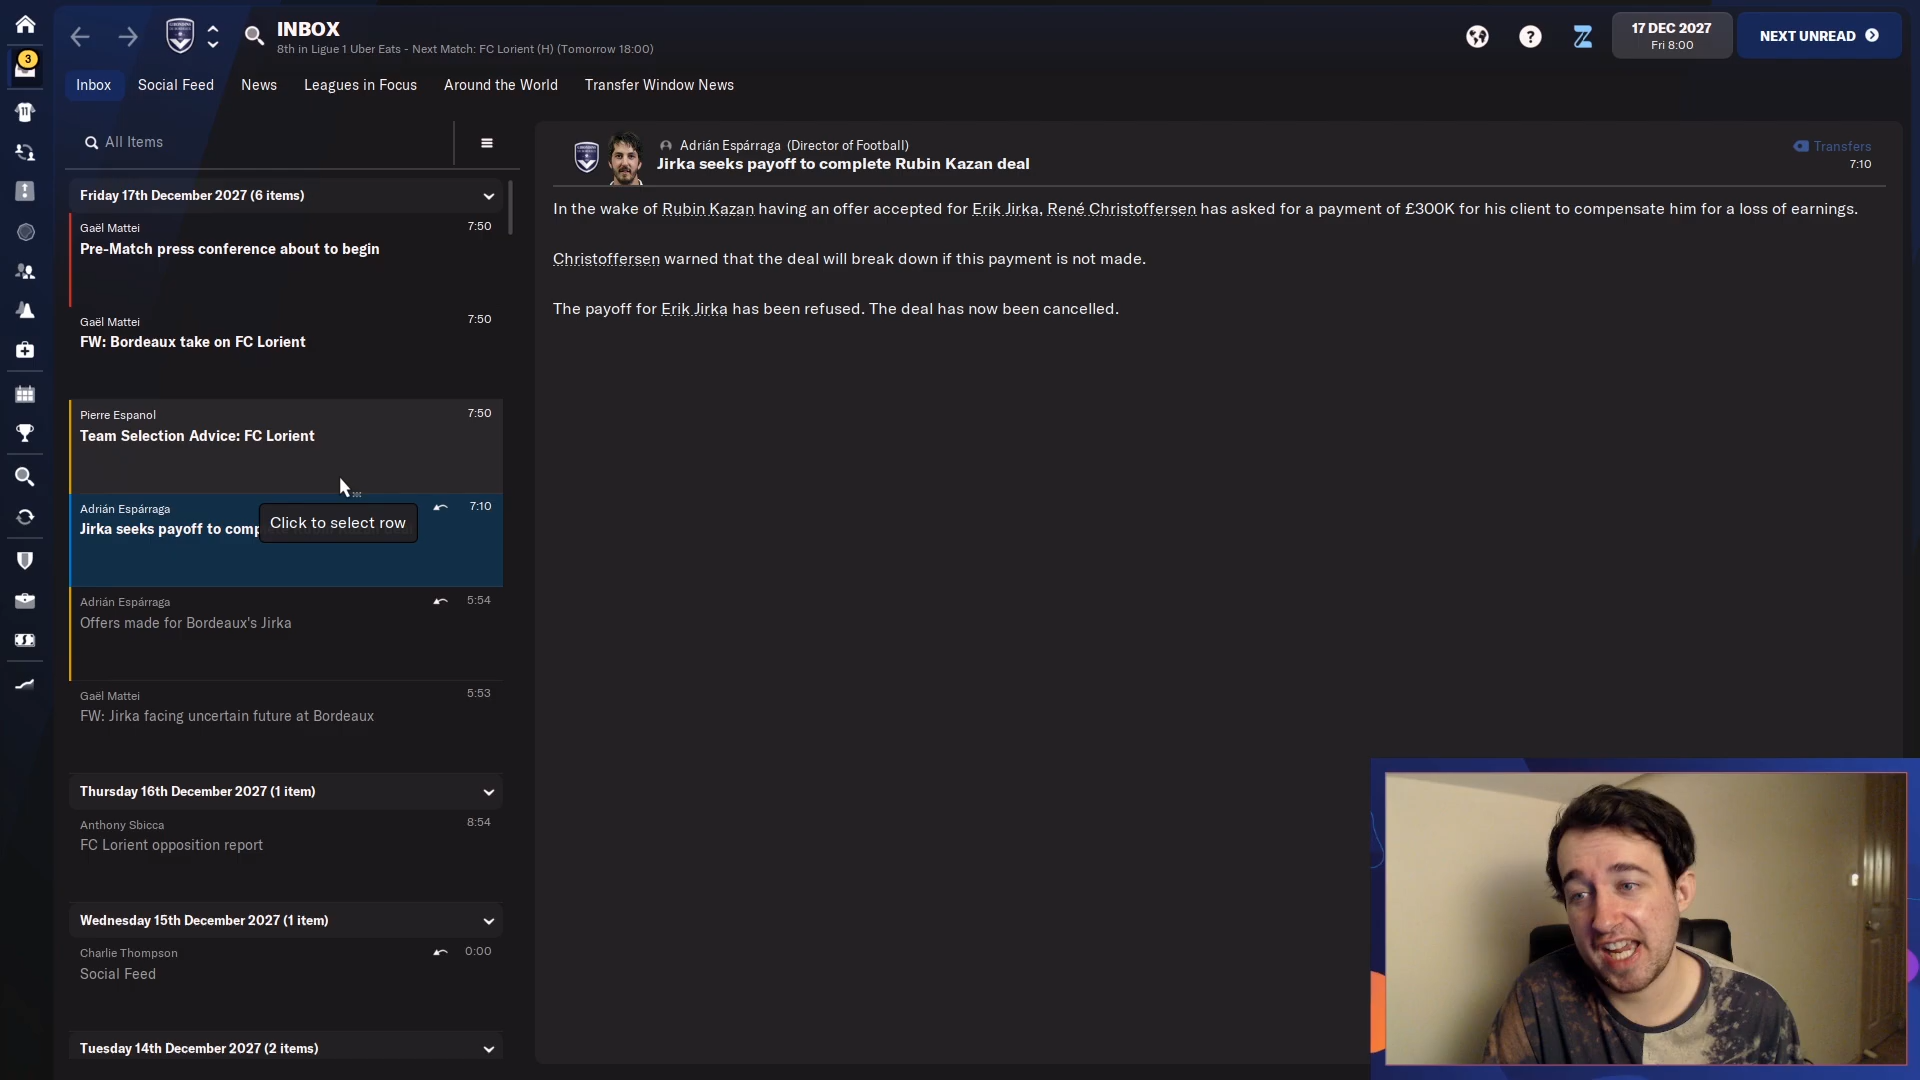 INBOX
8th in Ligue 1 Uber Eats - Next Match: FC Lorient (H) (Tomorrow 18:00)
17 DEC 2027
Fri 8:00
NEXT UNREAD
3
11
Inbox
Social Feed
News
Leagues in Focus
Around the World
Transfer Window News
All Items
Friday 17th December 2027 (6 items)
Gaël Mattei
7:50
Pre-Match press conference about to begin
Gaël Mattei
7:50
FW: Bordeaux take on FC Lorient
Pierre Espanol
7:50
Team Selection Advice: FC Lorient
Adrián Espárraga
7:10
Jirka seeks payoff to comp
Click to select row
Adrián Espárraga
5:54
Offers made for Bordeaux's Jirka
Gaël Mattei
5:53
FW: Jirka facing uncertain future at Bordeaux
Thursday 16th December 2027 (1 item)
Anthony Sbicca
8:54
FC Lorient opposition report
Wednesday 15th December 2027 (1 item)
Charlie Thompson
0:00
Social Feed
Tuesday 14th December 2027 (2 items)
Adrián Espárraga (Director of Football)
Jirka seeks payoff to complete Rubin Kazan deal
Transfers
7:10
In the wake of Rubin Kazan having an offer accepted for Erik Jirka, René Christoffersen has asked for a payment of £300K for his client to compensate him for a loss of earnings.
Christoffersen warned that the deal will break down if this payment is not made.
The payoff for Erik Jirka has been refused. The deal has now been cancelled.